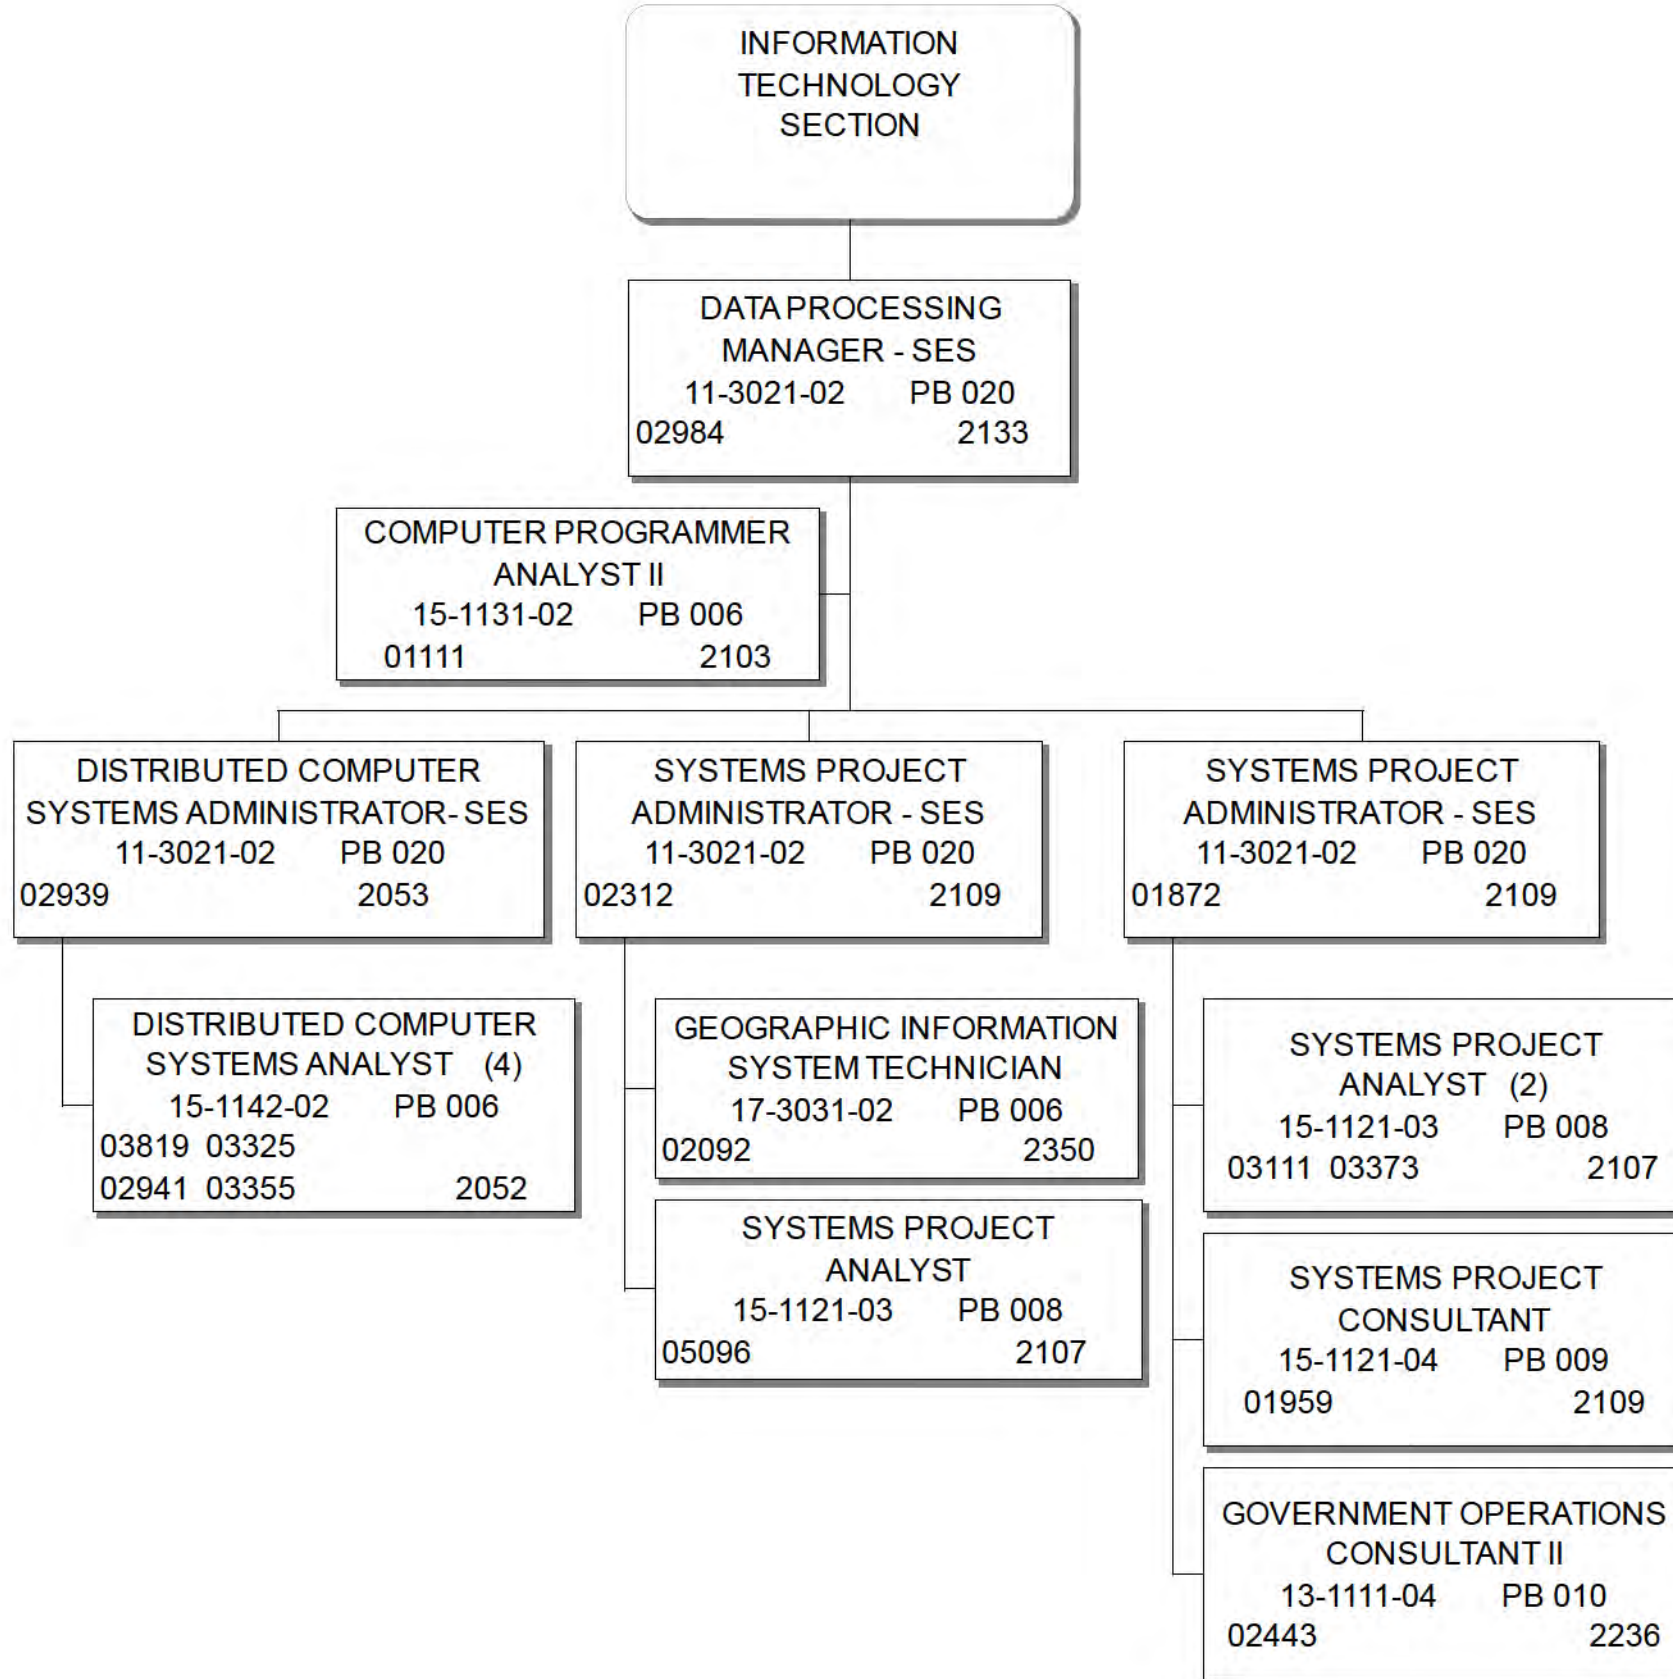 INFORMATION
TECHNOLOGY
SECTION
DATA PROCESSING
MANAGER - SES
11-3021-02 PB 020
02984 2133
COMPUTER PROGRAMMER
ANALYST II
15-1131-02 PB 006
01111 2103
DISTRIBUTED COMPUTER
SYSTEMS ADMINISTRATOR- SES
11-3021-02 PB 020
02939 2053
SYSTEMS PROJECT
ADMINISTRATOR - SES
11-3021-02 PB 020
02312 2109
SYSTEMS PROJECT
ADMINISTRATOR - SES
11-3021-02 PB 020
01872 2109
DISTRIBUTED COMPUTER
SYSTEMS ANALYST (4)
15-1142-02 PB 006
03819 03325
02941 03355 2052
GEOGRAPHIC INFORMATION
SYSTEM TECHNICIAN
17-3031-02 PB 006
02092 2350
SYSTEMS PROJECT
ANALYST
15-1121-03 PB 008
05096 2107
SYSTEMS PROJECT
ANALYST (2)
15-1121-03 PB 008
03111 03373 2107
SYSTEMS PROJECT
CONSULTANT
15-1121-04 PB 009
01959 2109
GOVERNMENT OPERATIONS
CONSULTANT II
13-1111-04 PB 010
02443 2236